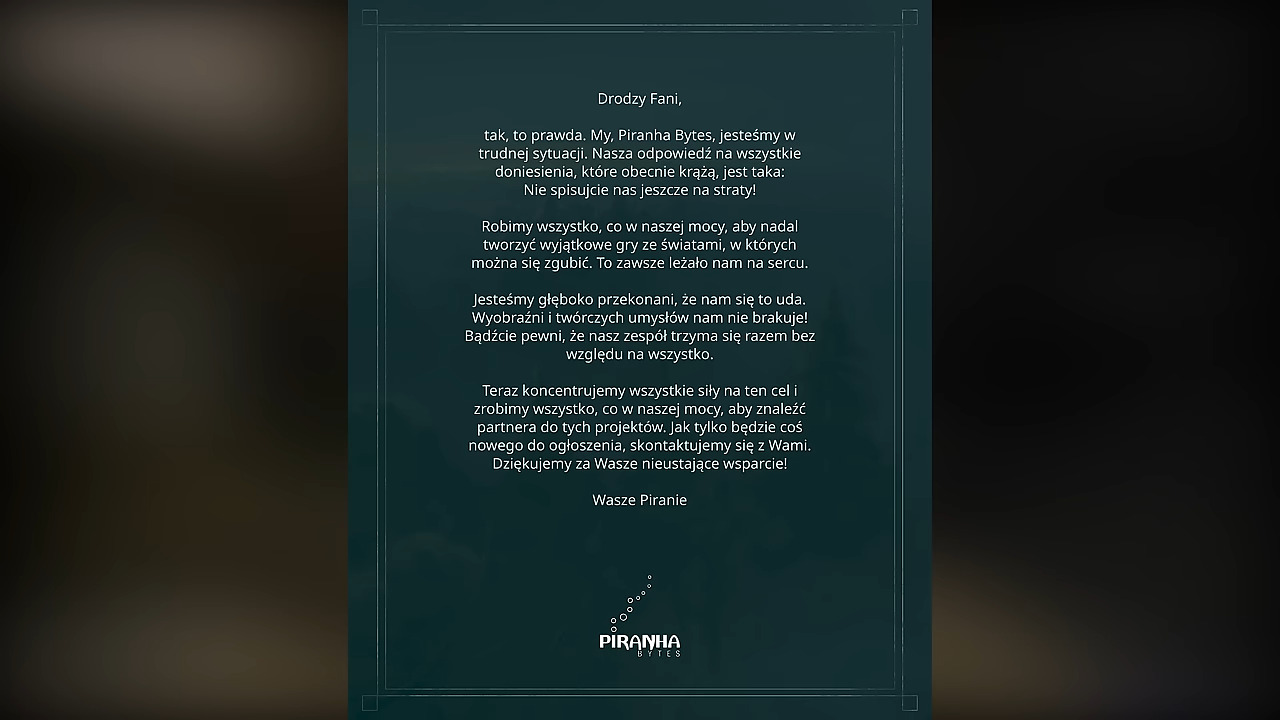 Drodzy Fani,
tak, to prawda. My, Piranha Bytes, jesteśmy w
trudnej sytuacji. Nasza odpowiedź na wszystkie
doniesienia, które obecnie krążą, jest taka:
Nie spisujcie nas jeszcze na straty!
Robimy wszystko, co w naszej mocy, aby nadal
tworzyć wyjątkowe gry ze światami, w których
można się zgubić. To zawsze leżało nam na sercu.
Jesteśmy głęboko przekonani, że nam się to uda.
Wyobraźni i twórczych umysłów nam nie brakuje!
Bądźcie pewni, że nasz zespół trzyma się razem bez
względu na wszystko.
Teraz koncentrujemy wszystkie siły na ten cel i
zrobimy wszystko, co w naszej mocy, aby znaleźć
partnera do tych projektów. Jak tylko będzie coś
nowego do ogłoszenia, skontaktujemy się z Wami.
Dziękujemy za Wasze nieustające wsparcie!
Wasze Piranie
PIRANHA
BYTES